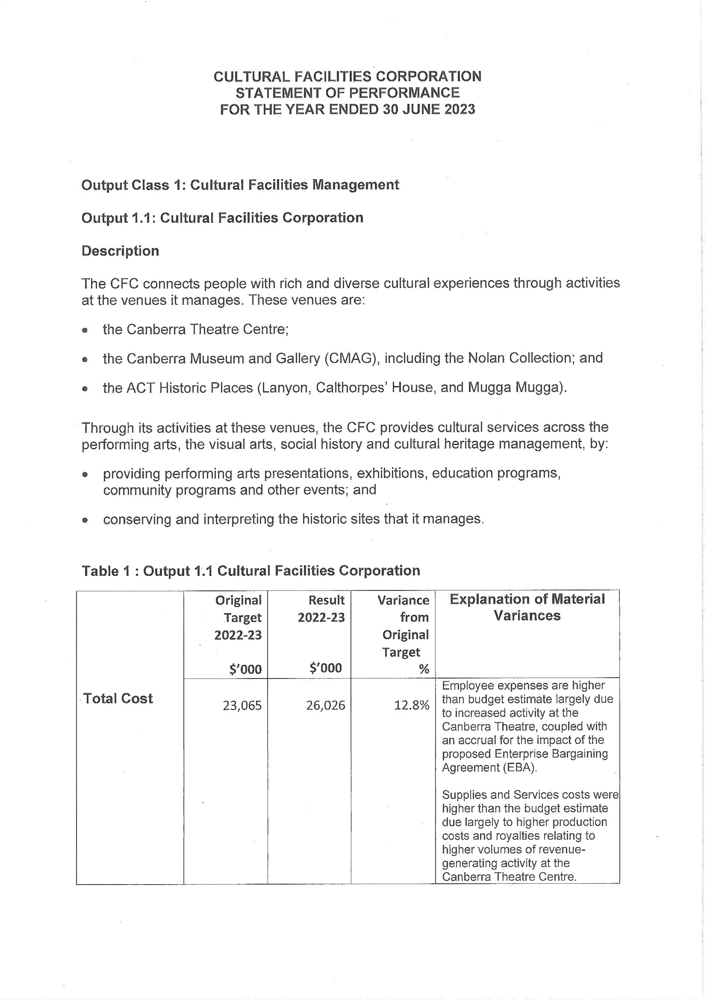 CULTURAL FACILITIES CORPORATION
STATEMENT OF PERFORMANCE
FOR THE YEAR ENDED 30 JUNE 2023
Output Class 1: Cultural Facilities Management
Output 1.1: Cultural Facilities Corporation
Description
The CFC connects people with rich and diverse cultural experiences through activities
at the venues it manages. These venues are:
• the Canberra Theatre Centre;
• the Canberra Museum and Gallery (CMAG), including the Nolan Collection; and
• the ACT Historic Places (Lanyon, Calthorpes' House, and Mugga Mugga).
Through its activities at these venues, the CFC provides cultural services across the
performing arts, the visual arts, social history and cultural heritage management, by:
• providing performing arts presentations, exhibitions, education programs,
community programs and other events; and
• conserving and interpreting the historic sites that it manages.
Table 1 : Output 1.1 Cultural Facilities Corporation
Original
Target
2022-23
$'000
Result
2022-23
$'000
Variance
from
Original
Target
%
Explanation of Material
Variances
Total Cost
23,065
26,026
12.8%
Employee expenses are higher
than budget estimate largely due
to increased activity at the
Canberra Theatre, coupled with
an accrual for the impact of the
proposed Enterprise Bargaining
Agreement (EBA).
Supplies and Services costs were
higher than the budget estimate
due largely to higher production
costs and royalties relating to
higher volumes of revenue-
generating activity at the
Canberra Theatre Centre.